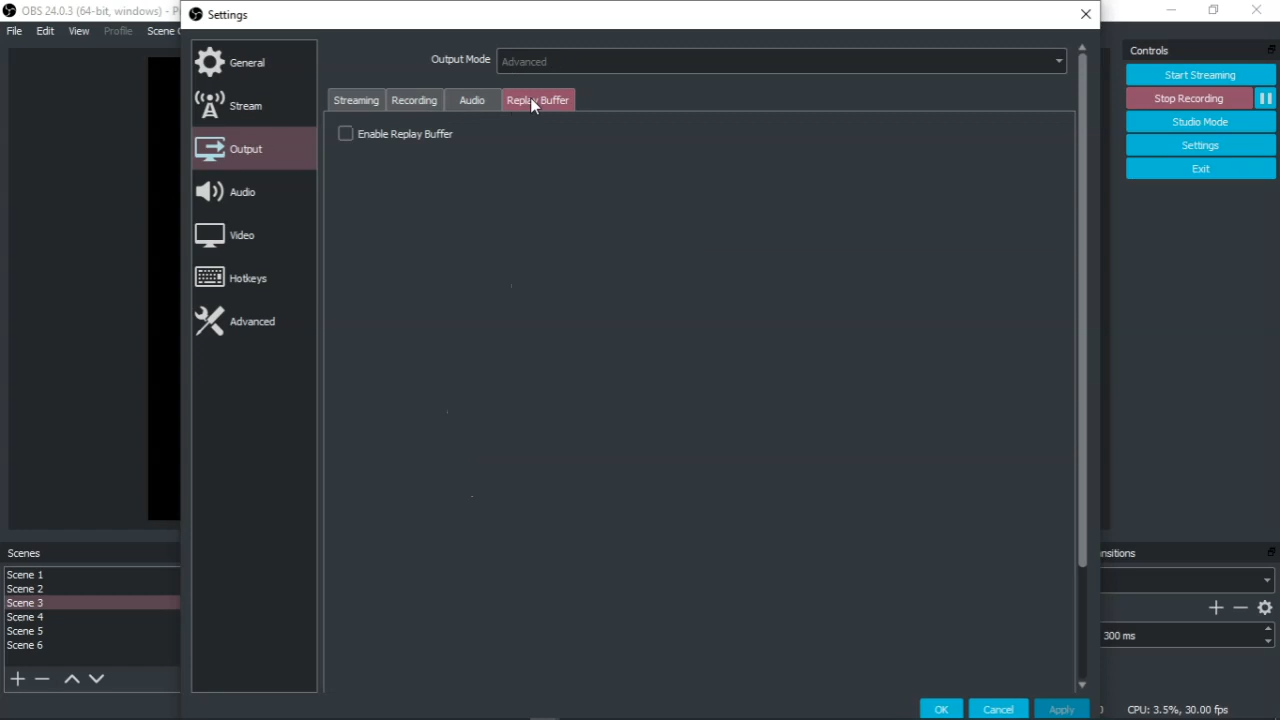 OBS 24.0.3 (64-bit, windows) - P
Settings
File Edit View Profile Scene C
General
Stream
Output
Audio
Video
Hotkeys
Advanced
Output Mode Advanced
Streaming Recording Audio Replay Buffer
Enable Replay Buffer
OK Cancel Apply
Controls
Start Streaming
Stop Recording
Studio Mode
Settings
Exit
Scenes
Scene 1
Scene 2
Scene 3
Scene 4
Scene 5
Scene 6
nsitions
300 ms
0 CPU: 3.5%, 30.00 fps